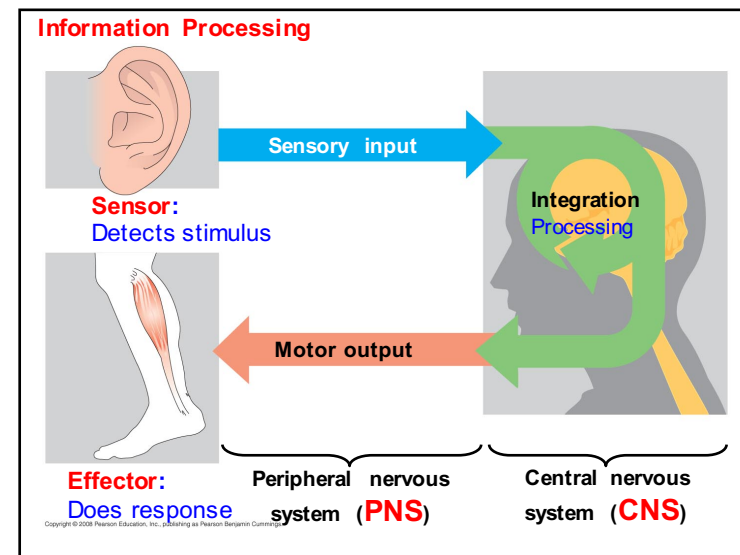 Information Processing
Sensory input
Sensor:
Detects stimulus
Integration
Processing
Motor output
Effector:
Does response
Peripheral nervous
system (PNS)
Central nervous
system (CNS)
Copyright © 2008 Pearson Education, Inc., publishing as Pearson Benjamin Cummings